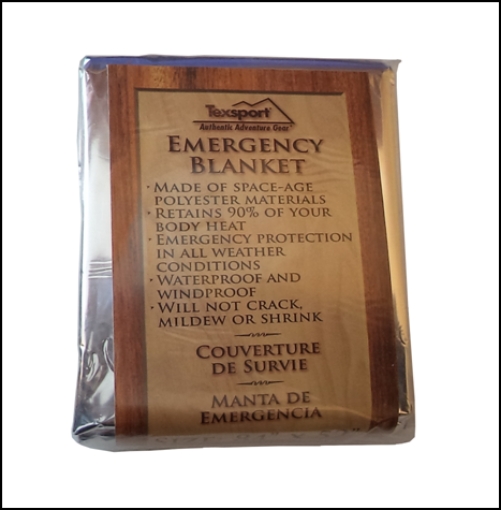 Texsport
Authentic Adventure Gear
EMERGENCY
BLANKET
· MADE OF SPACE-AGE
POLYESTER MATERIALS
· RETAINS 90% OF YOUR
BODY HEAT
· EMERGENCY PROTECTION
IN ALL WEATHER
CONDITIONS
· WATERPROOF AND
WINDPROOF
· WILL NOT CRACK,
MILDEW OR SHRINK
COUVERTURE
DE SURVIE
MANTA DE
EMERGENCIA